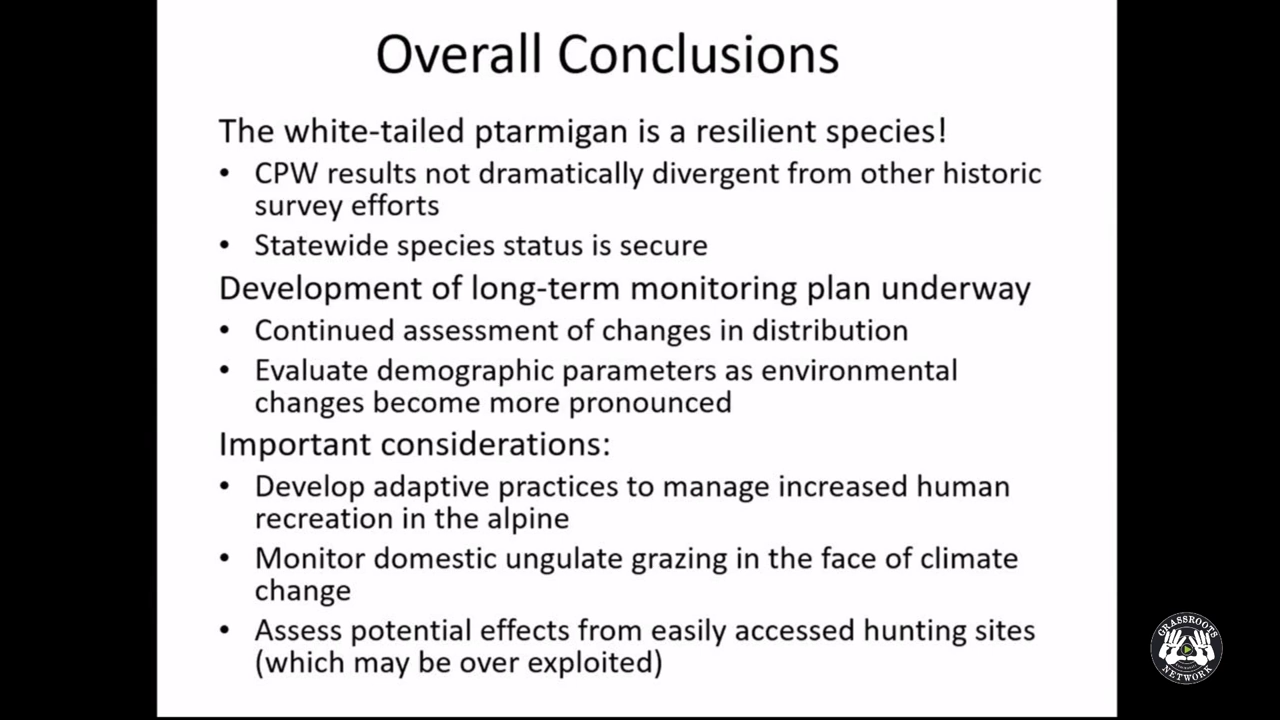 Overall Conclusions
The white-tailed ptarmigan is a resilient species!
• CPW results not dramatically divergent from other historic
survey efforts
• Statewide species status is secure
Development of long-term monitoring plan underway
• Continued assessment of changes in distribution
• Evaluate demographic parameters as environmental
changes become more pronounced
Important considerations:
• Develop adaptive practices to manage increased human
recreation in the alpine
• Monitor domestic ungulate grazing in the face of climate
change
• Assess potential effects from easily accessed hunting sites
(which may be over exploited)
GRASSROOTS
NETWORK